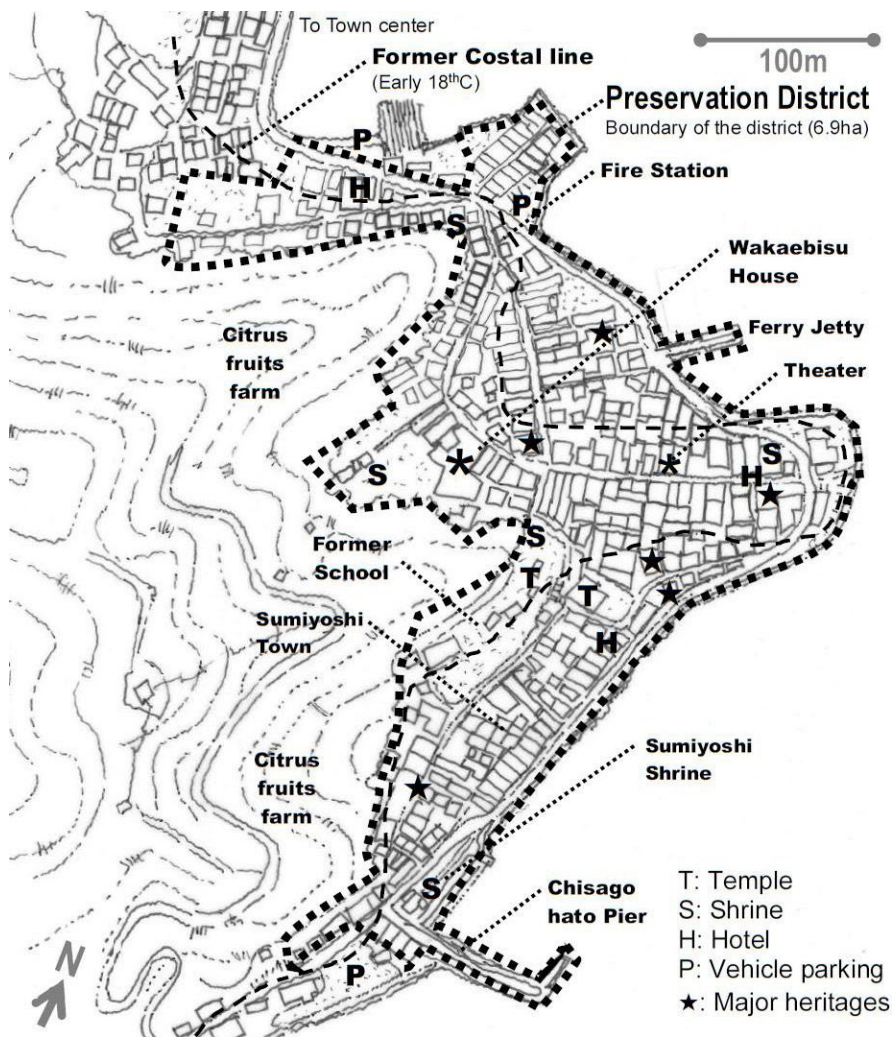 To Town center
Former Costal line
(Early 18thC)
100m
Preservation District
Boundary of the district (6.9ha)
P
Fire Station
H
P
S
Wakaebisu
House
Citrus
fruits
farm
Ferry Jetty
Theater
S
S
H
S
Former
School
T
T
Sumiyoshi
Town
H
Citrus
fruits
farm
Sumiyoshi
Shrine
S
Chisago
hato Pier
T: Temple
S: Shrine
H: Hotel
P: Vehicle parking
★: Major heritages
P
N